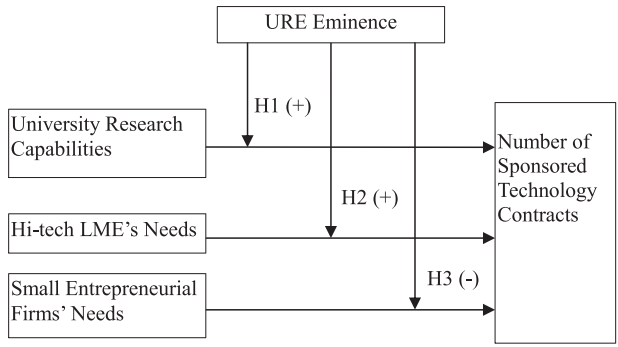 URE Eminence
H1 (+)
University Research
Capabilities
Number of
Sponsored
Technology
Contracts
H2 (+)
Hi-tech LME's Needs
H3 (-)
Small Entrepreneurial
Firms' Needs